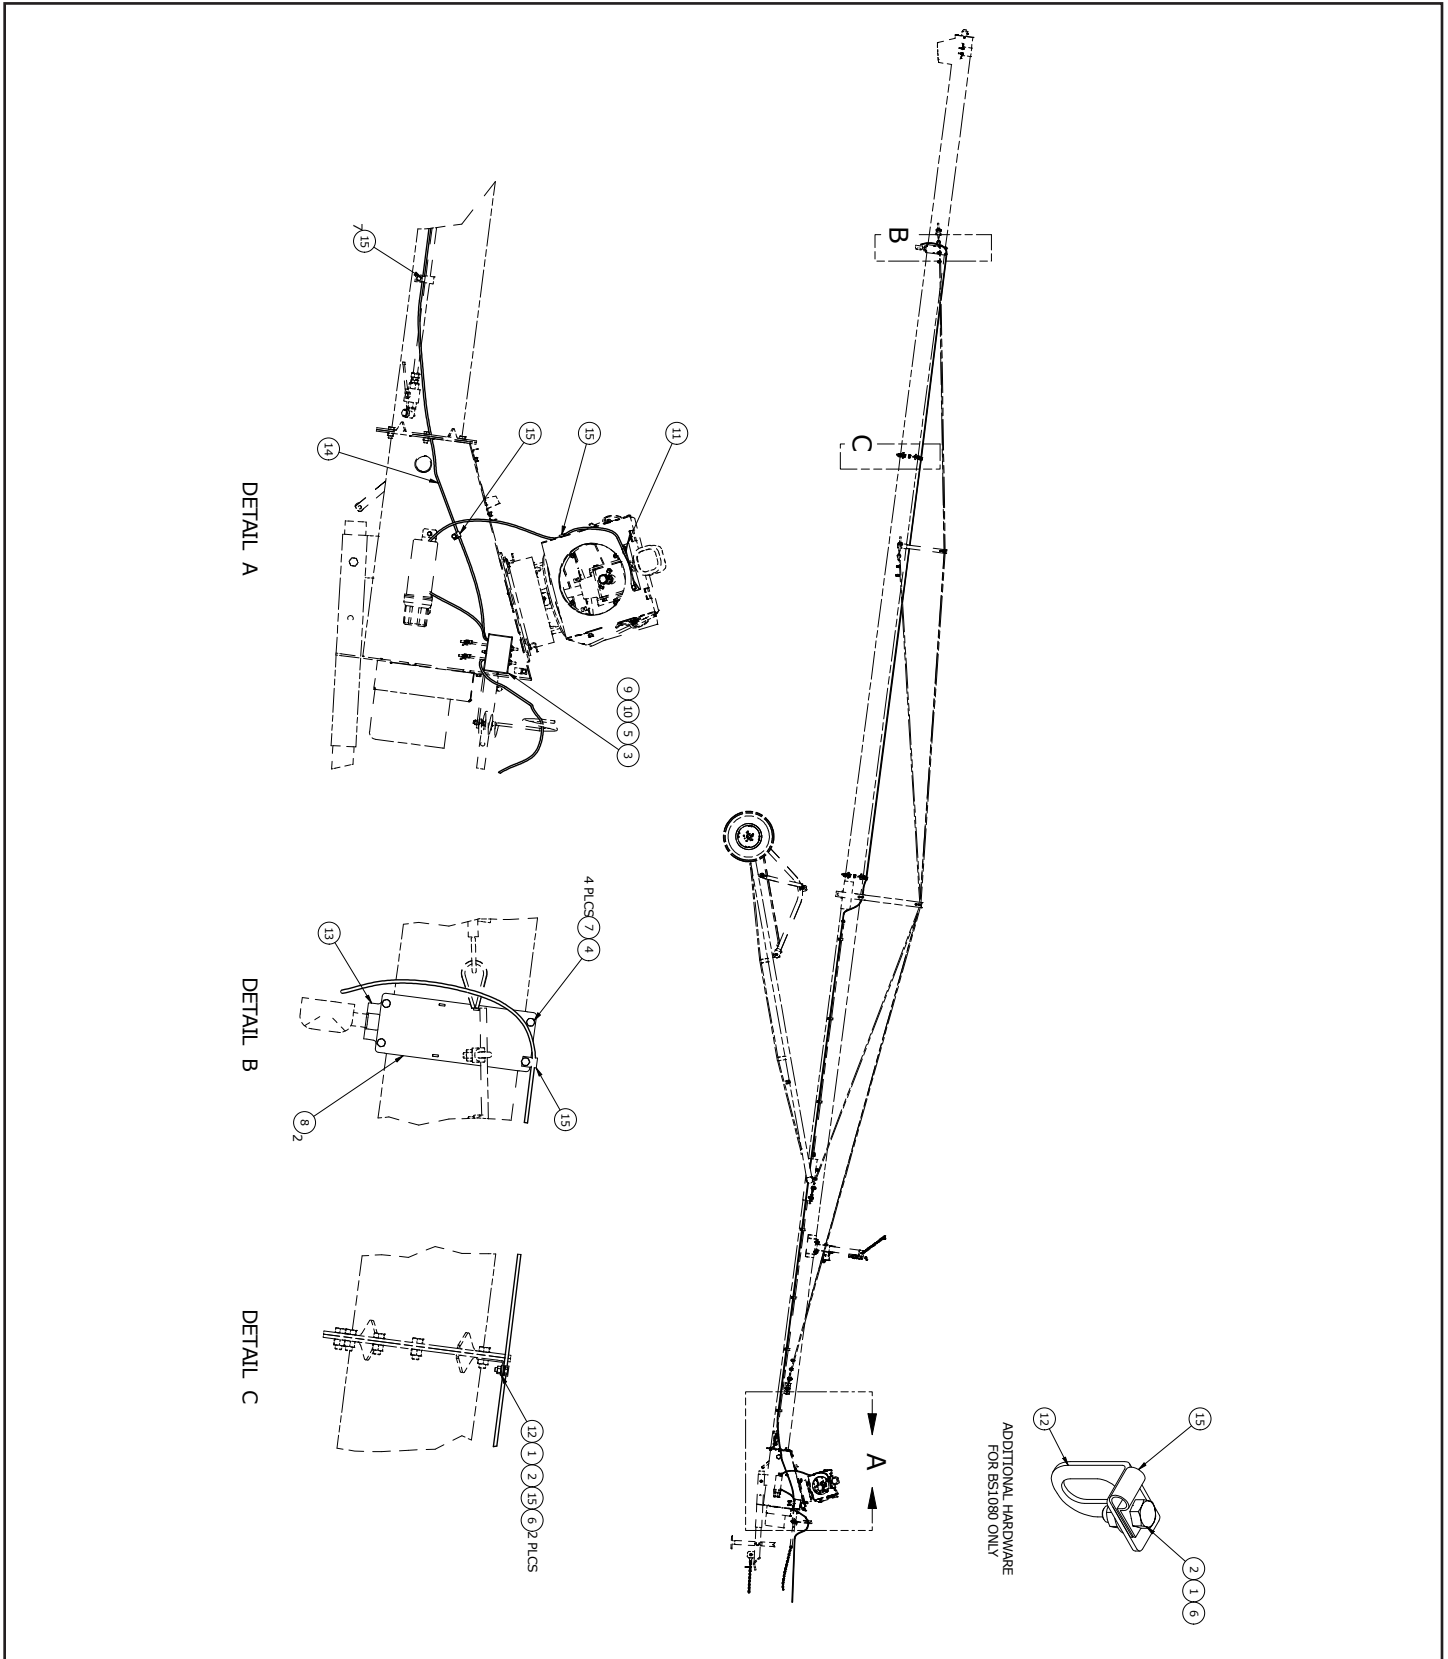 15
12
2 1 6
ADDITIONAL HARDWARE
FOR BS1080 ONLY
B
C
A
15
14
15
15
11
9 10 5 3
DETAIL A
4 PLCS 7 4
13
15
8
2
DETAIL B
12 1 2 15 6 2 PLCS
DETAIL C